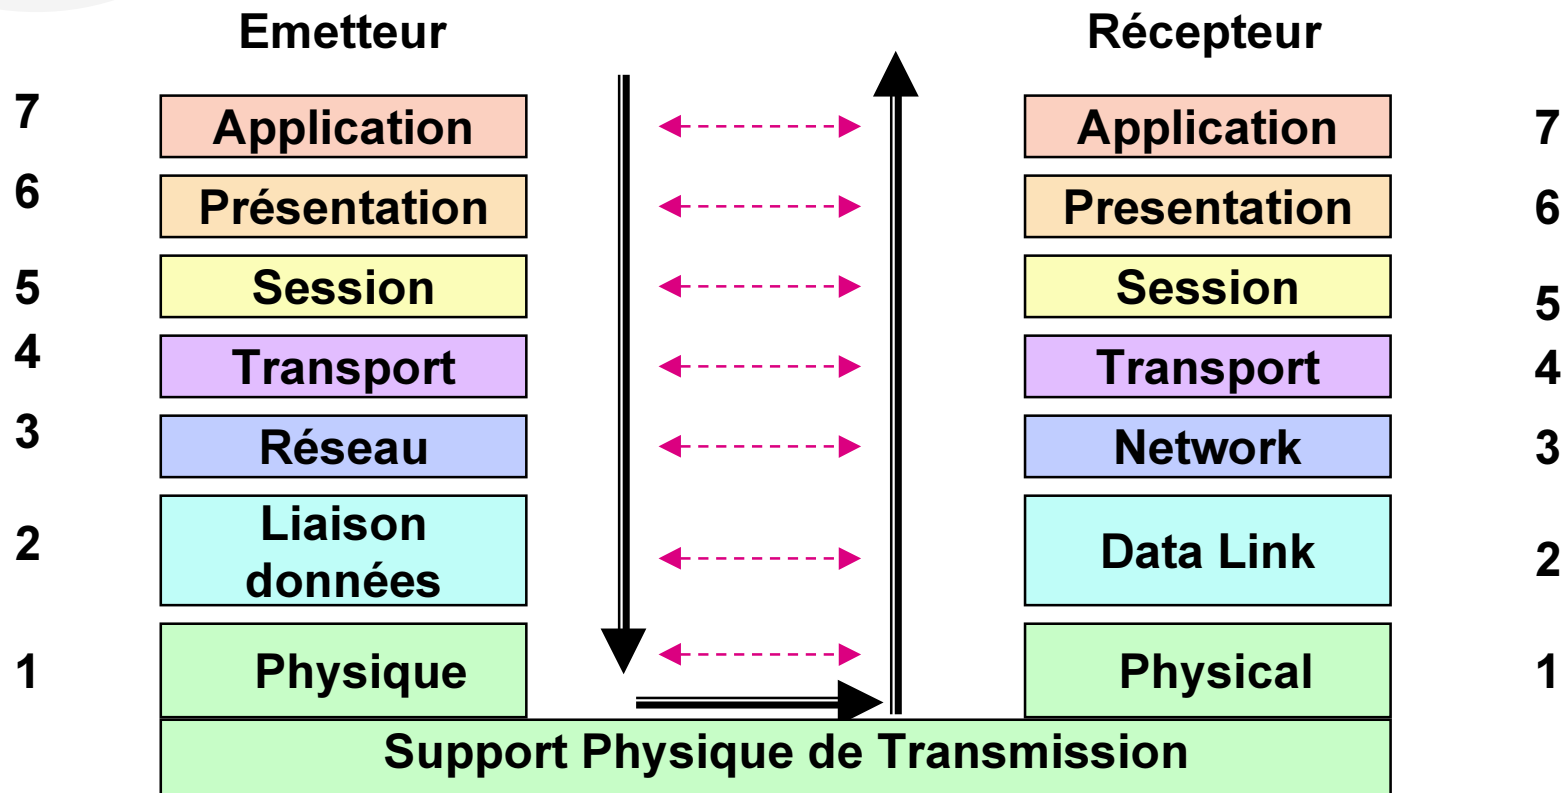 Emetteur Récepteur
7 Application Application 7
6 Présentation Presentation 6
5 Session Session 5
4 Transport Transport 4
3 Réseau Network 3
2 Liaison données Data Link 2
1 Physique Physical 1
Support Physique de Transmission